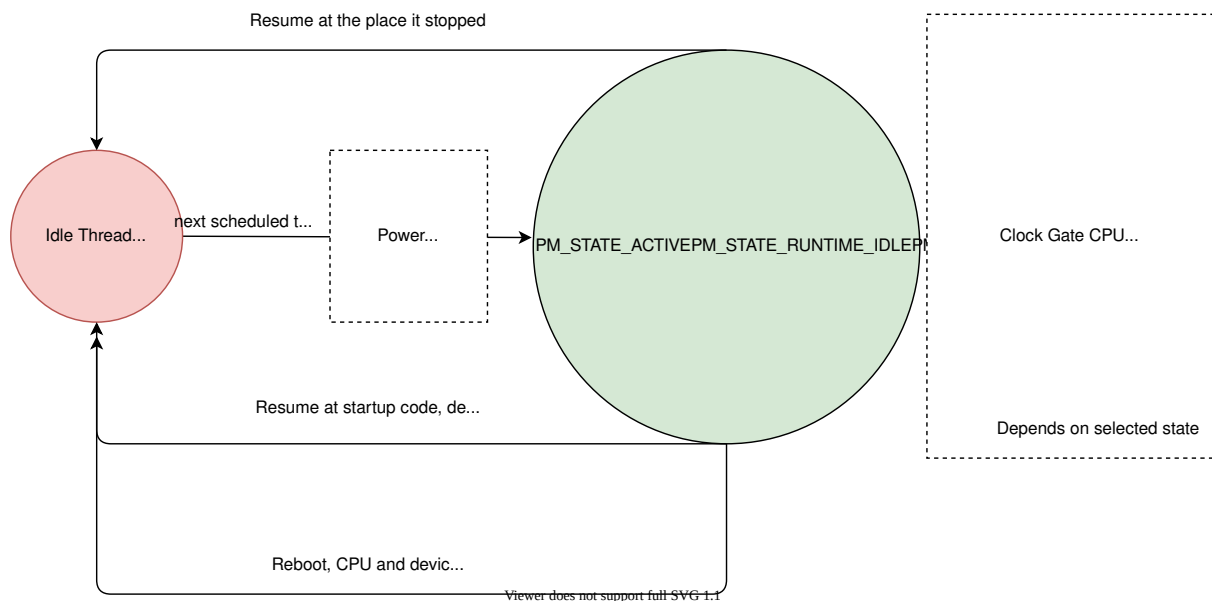 Resume at the place it stopped
Idle Thread...
next scheduled t...
Power...
PM_STATE_ACTIVEPM_STATE_RUNTIME_IDLEPM
Clock Gate CPU...
Resume at startup code, de...
Depends on selected state
Reboot, CPU and devic...
Viewer does not support full SVG 1.1